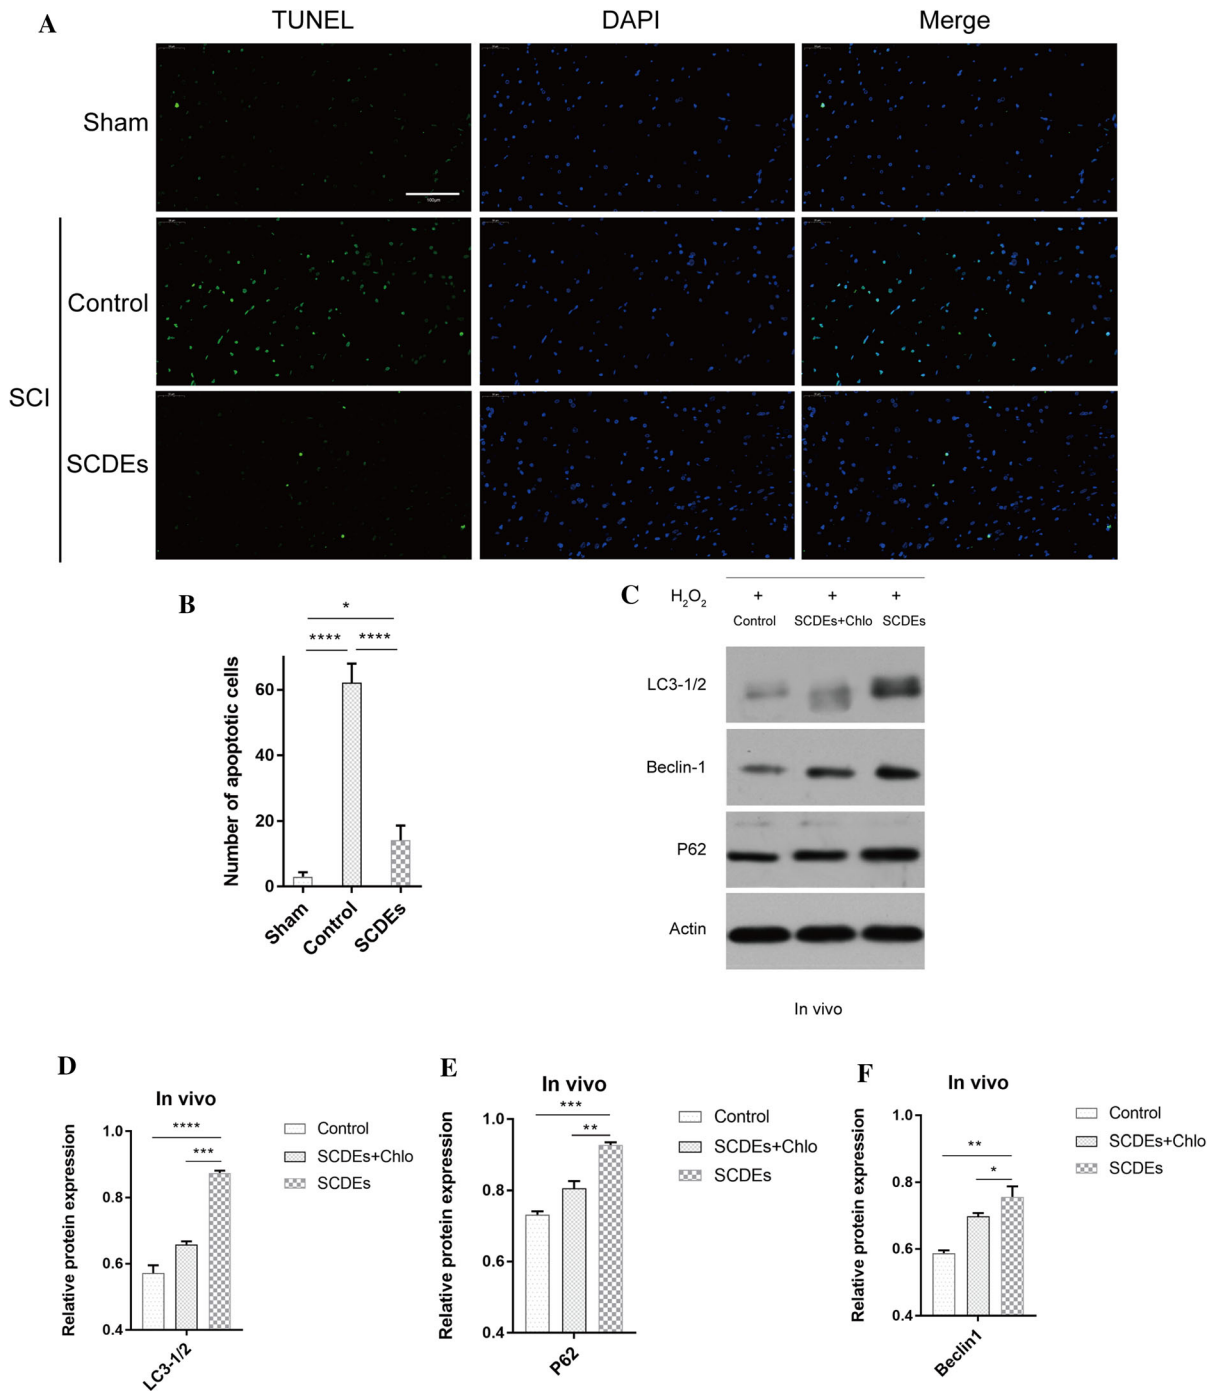 A
TUNEL DAPI Merge
Sham
100μm
Control
SCI
SCDEs
B
* 
**** ****
Number of apoptotic cells
60
40
20
0
Sham Control SCDEs
C
H₂O₂ + + +
Control SCDEs+Chlo SCDEs
LC3-1/2
Beclin-1
P62
Actin
In vivo
D
In vivo
****
***
Relative protein expression
1.0
0.8
0.6
0.4
LC3-1/2
Control
SCDEs+Chlo
SCDEs
E
In vivo
***
**
Relative protein expression
1.0
0.8
0.6
0.4
P62
Control
SCDEs+Chlo
SCDEs
F
In vivo
**
*
Relative protein expression
1.0
0.8
0.6
0.4
Beclin1
Control
SCDEs+Chlo
SCDEs